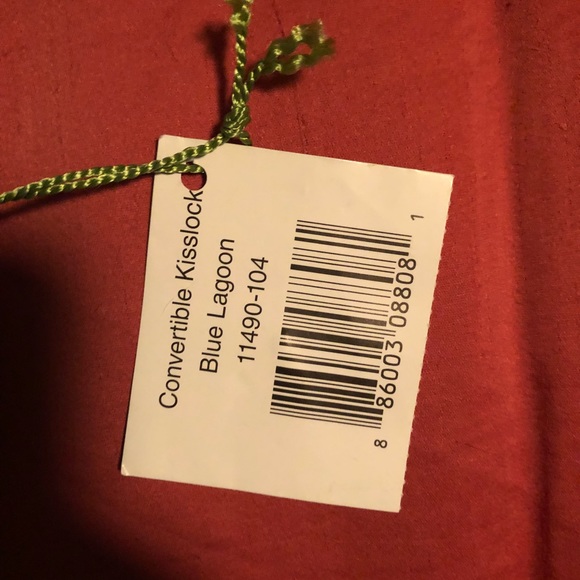 Convertible Kisslock
Blue Lagoon
11490-104
8 86003 08808 1